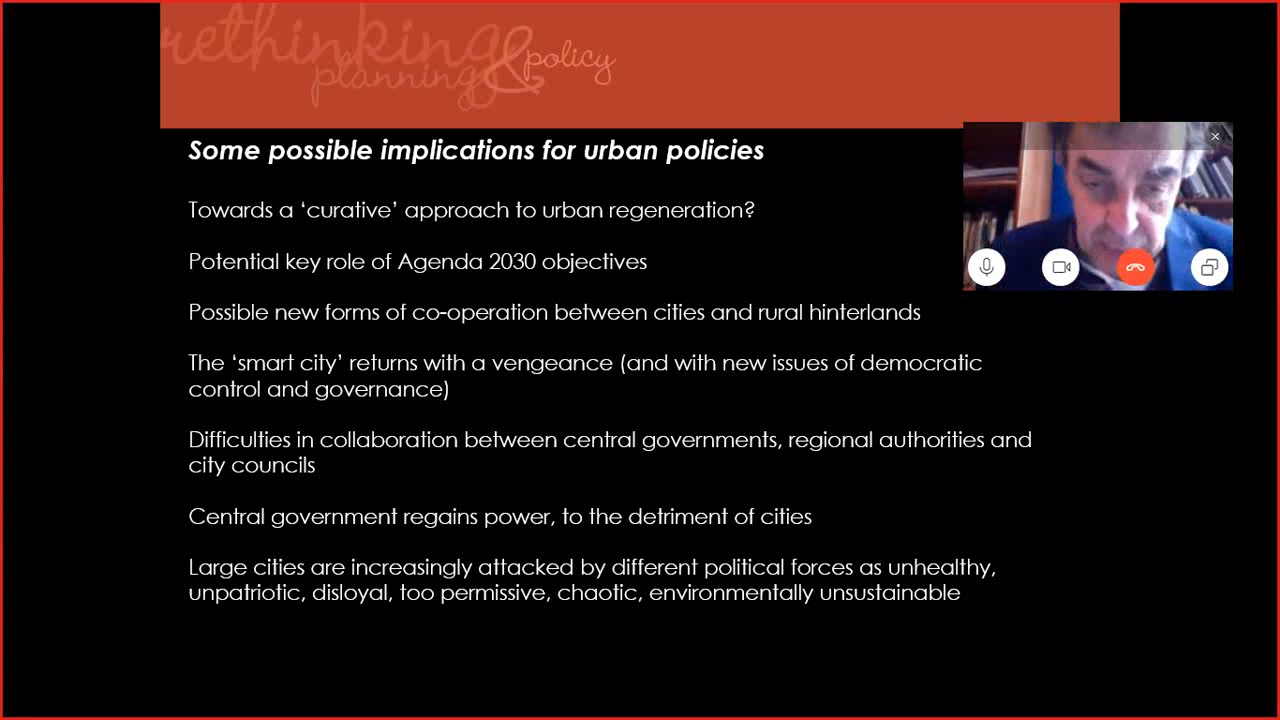 rethinking
planning & policy
Some possible implications for urban policies
Towards a ‘curative’ approach to urban regeneration?
Potential key role of Agenda 2030 objectives
Possible new forms of co-operation between cities and rural hinterlands
The ‘smart city’ returns with a vengeance (and with new issues of democratic
control and governance)
Difficulties in collaboration between central governments, regional authorities and
city councils
Central government regains power, to the detriment of cities
Large cities are increasingly attacked by different political forces as unhealthy,
unpatriotic, disloyal, too permissive, chaotic, environmentally unsustainable